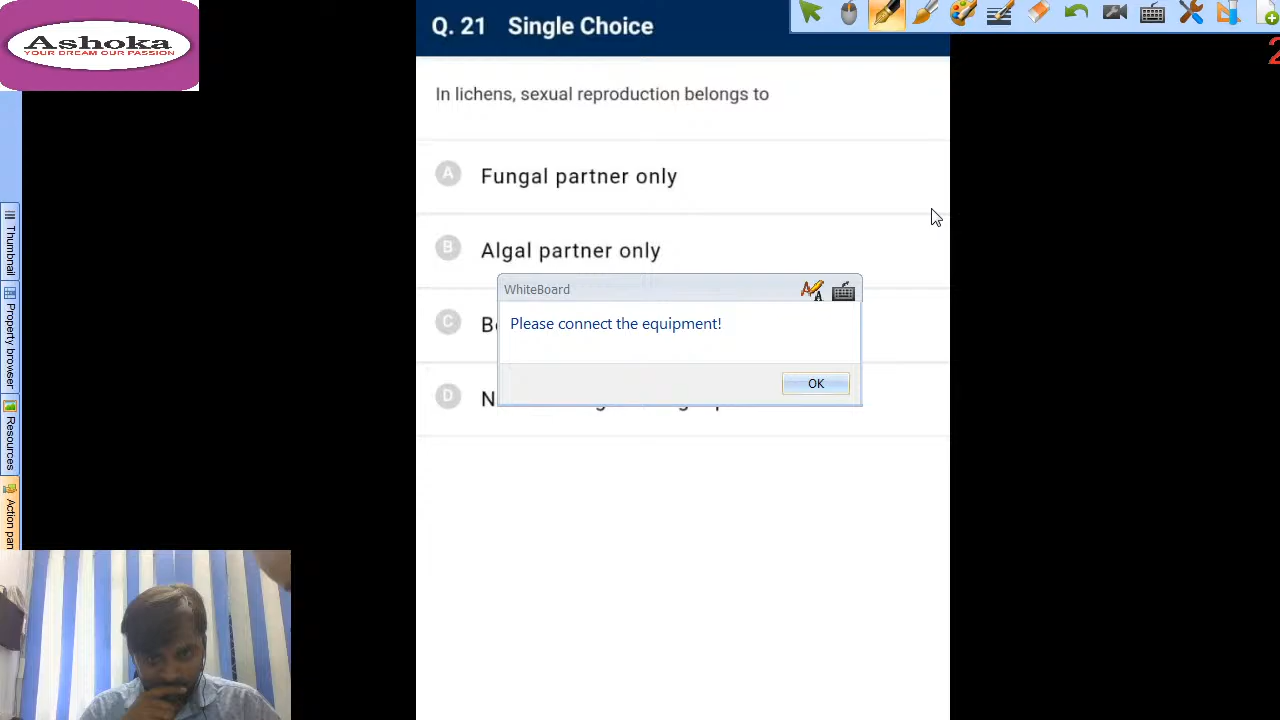 Ashoka
YOUR DREAM OUR PASSION
Q. 21 Single Choice
In lichens, sexual reproduction belongs to
A Fungal partner only
B Algal partner only
C
D
WhiteBoard
Please connect the equipment!
OK
Thumbnail
Property browser
Resources
Action pan
2